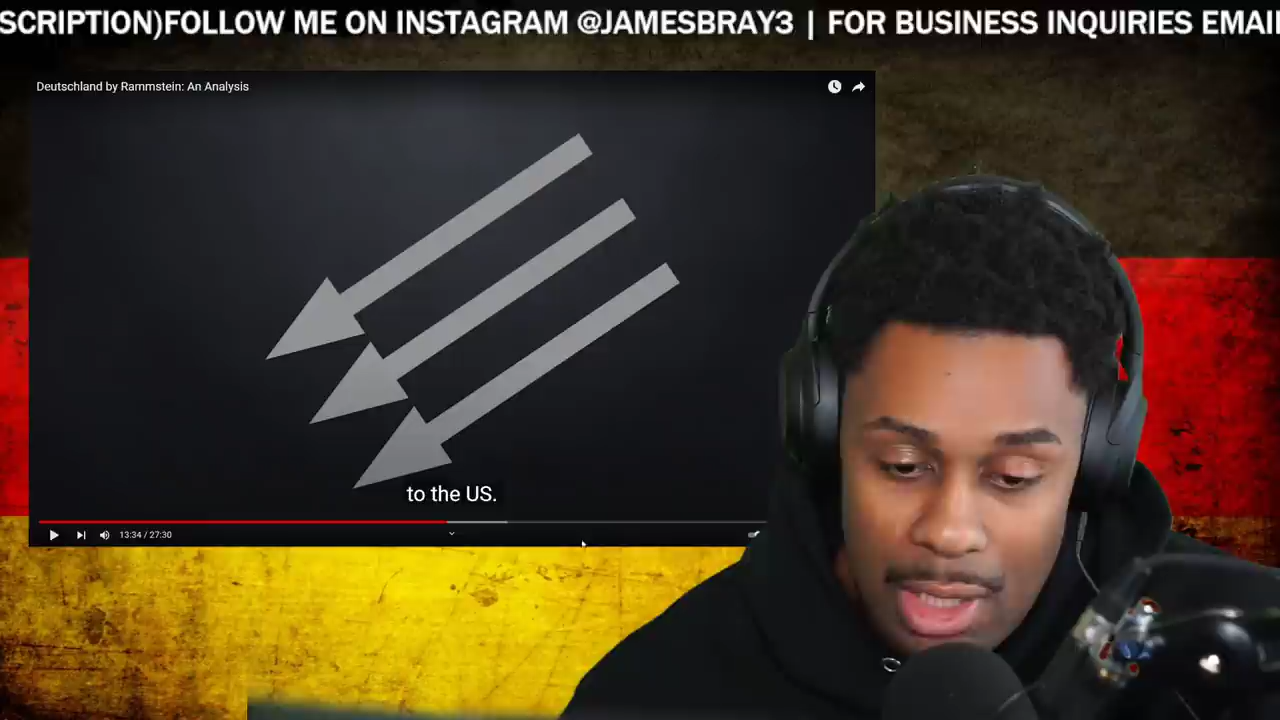 SCRIPTION)FOLLOW ME ON INSTAGRAM @JAMESBRAY3 | FOR BUSINESS INQUIRIES EMAI
Deutschland by Rammstein: An Analysis
to the US.
13:34 / 27:30